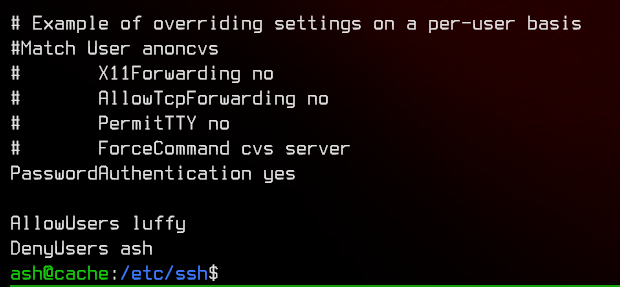 # Example of overriding settings on a per-user basis
#Match User anoncvs
#       X11Forwarding no
#       AllowTcpForwarding no
#       PermitTTY no
#       ForceCommand cvs server
PasswordAuthentication yes

AllowUsers luffy
DenyUsers ash
ash@cache:/etc/ssh$